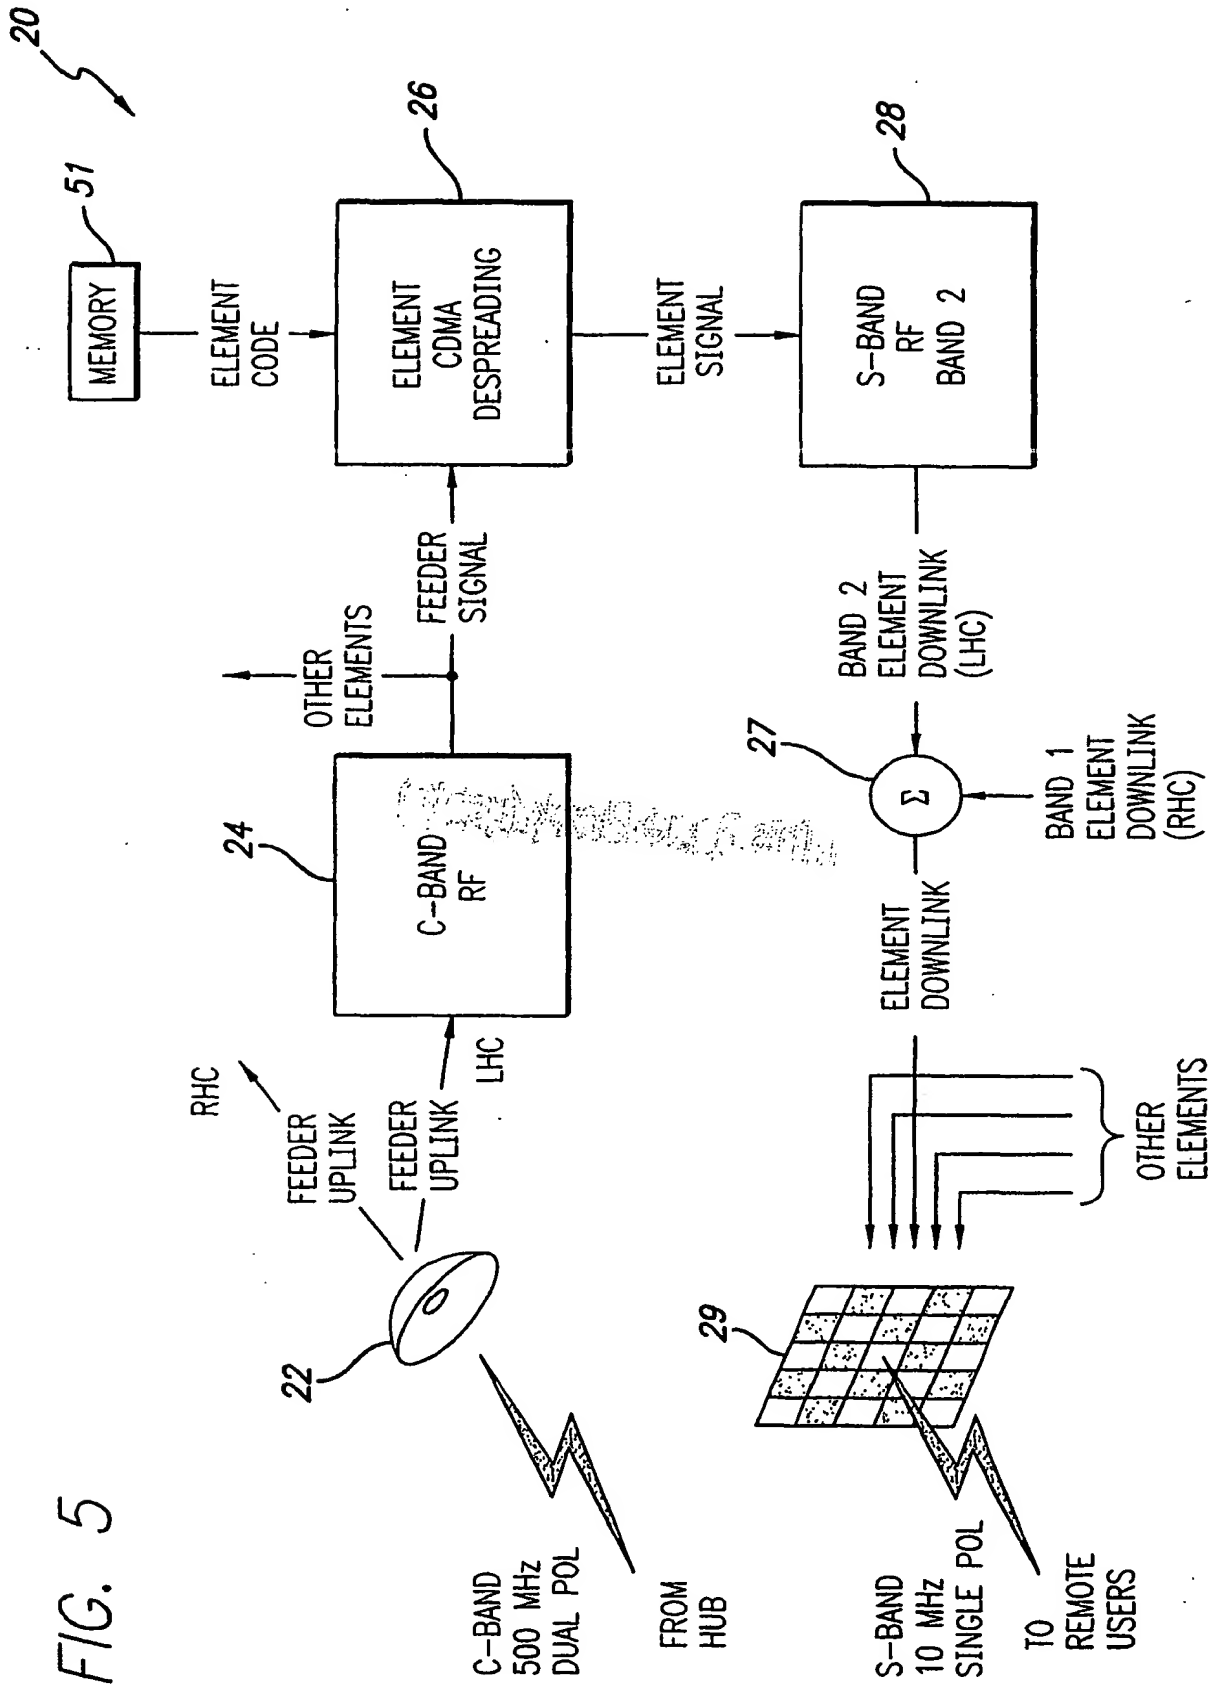 FIG. 5
20
MEMORY
51
ELEMENT
CODE
26
ELEMENT
CDMA
DESPREADING
OTHER
ELEMENTS
FEEDER
SIGNAL
24
C-BAND
RF
RHC
FEEDER
UPLINK
FEEDER
UPLINK
LHC
22
C-BAND
500 MHz
DUAL POL
FROM
HUB
ELEMENT
SIGNAL
28
S-BAND
RF
BAND 2
BAND 2
ELEMENT
DOWNLINK
(LHC)
27
Σ
BAND 1
ELEMENT
DOWNLINK
(RHC)
ELEMENT
DOWNLINK
OTHER
ELEMENTS
29
S-BAND
10 MHz
SINGLE POL
TO
REMOTE
USERS